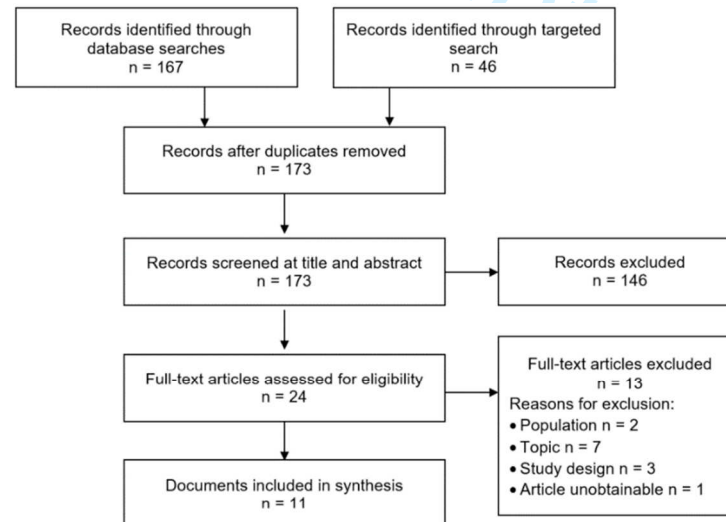 Records identified through
database searches
n = 167
Records identified through targeted
search
n = 46
Records after duplicates removed
n = 173
Records screened at title and abstract
n = 173
Records excluded
n = 146
Full-text articles assessed for eligibility
n = 24
Full-text articles excluded
n = 13
Reasons for exclusion:
• Population n = 2
• Topic n = 7
• Study design n = 3
• Article unobtainable n = 1
Documents included in synthesis
n = 11